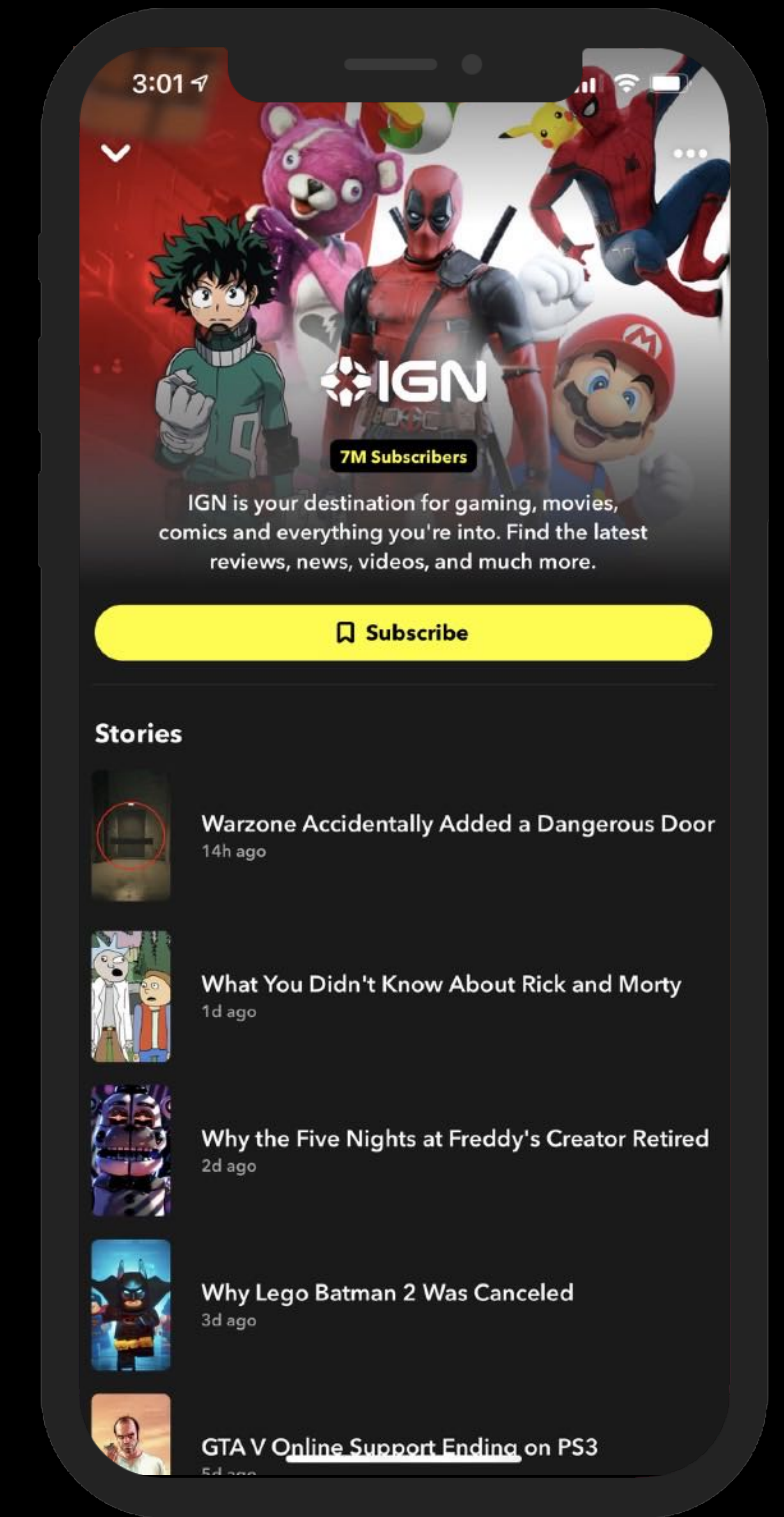 3:01
IGN
7M Subscribers
IGN is your destination for gaming, movies,
comics and everything you're into. Find the latest
reviews, news, videos, and much more.
Subscribe
Stories
Warzone Accidentally Added a Dangerous Door
14h ago
What You Didn't Know About Rick and Morty
1d ago
Why the Five Nights at Freddy's Creator Retired
2d ago
Why Lego Batman 2 Was Canceled
3d ago
GTA V Online Support Ending on PS3
5d ago